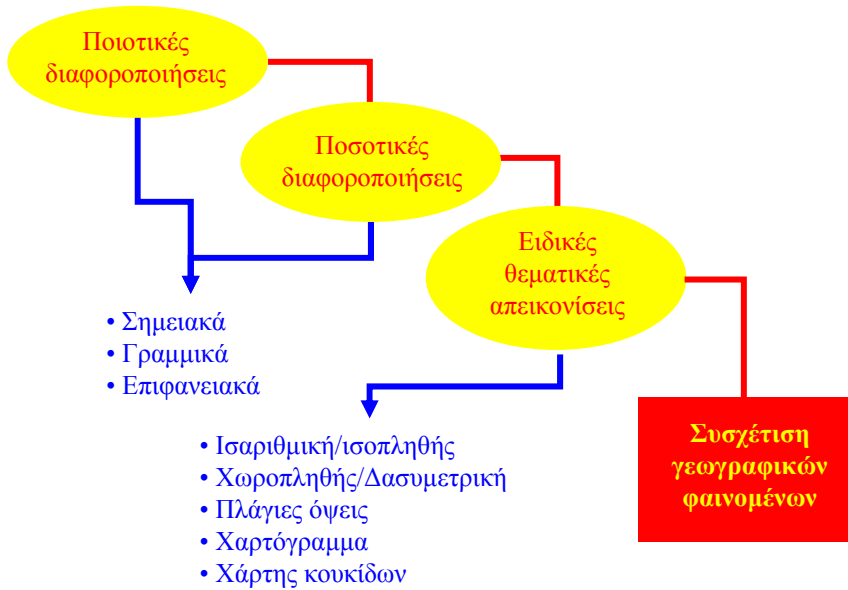 Ποιοτικές
διαφοροποιήσεις
Ποσοτικές
διαφοροποιήσεις
Ειδικές
θεματικές
απεικονίσεις
• Σημειακά
• Γραμμικά
• Επιφανειακά
Συσχέτιση
γεωγραφικών
φαινομένων
• Ισαριθμική/ισοπληθής
• Χωροπληθής/Δασυμετρική
• Πλάγιες όψεις
• Χαρτόγραμμα
• Χάρτης κουκίδων